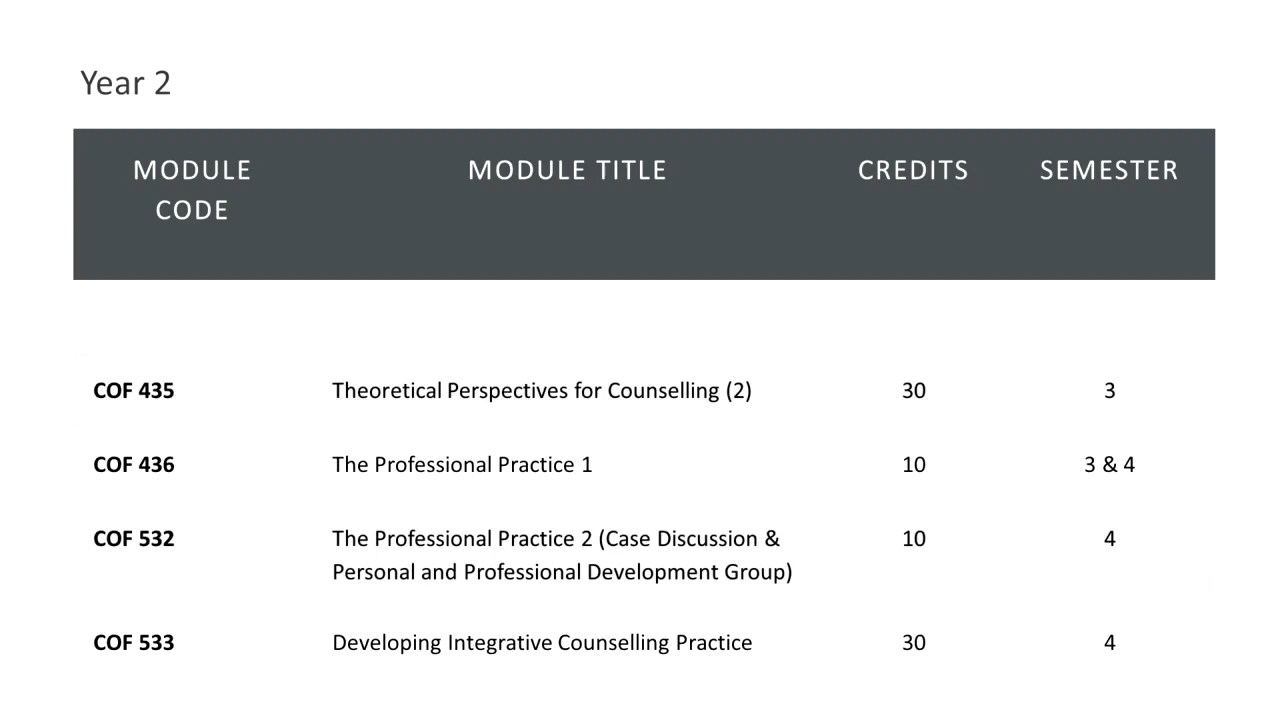 Year 2
MODULE CODE MODULE TITLE CREDITS SEMESTER
COF 435 Theoretical Perspectives for Counselling (2) 30 3
COF 436 The Professional Practice 1 10 3 & 4
COF 532 The Professional Practice 2 (Case Discussion & 10 4
Personal and Professional Development Group)
COF 533 Developing Integrative Counselling Practice 30 4